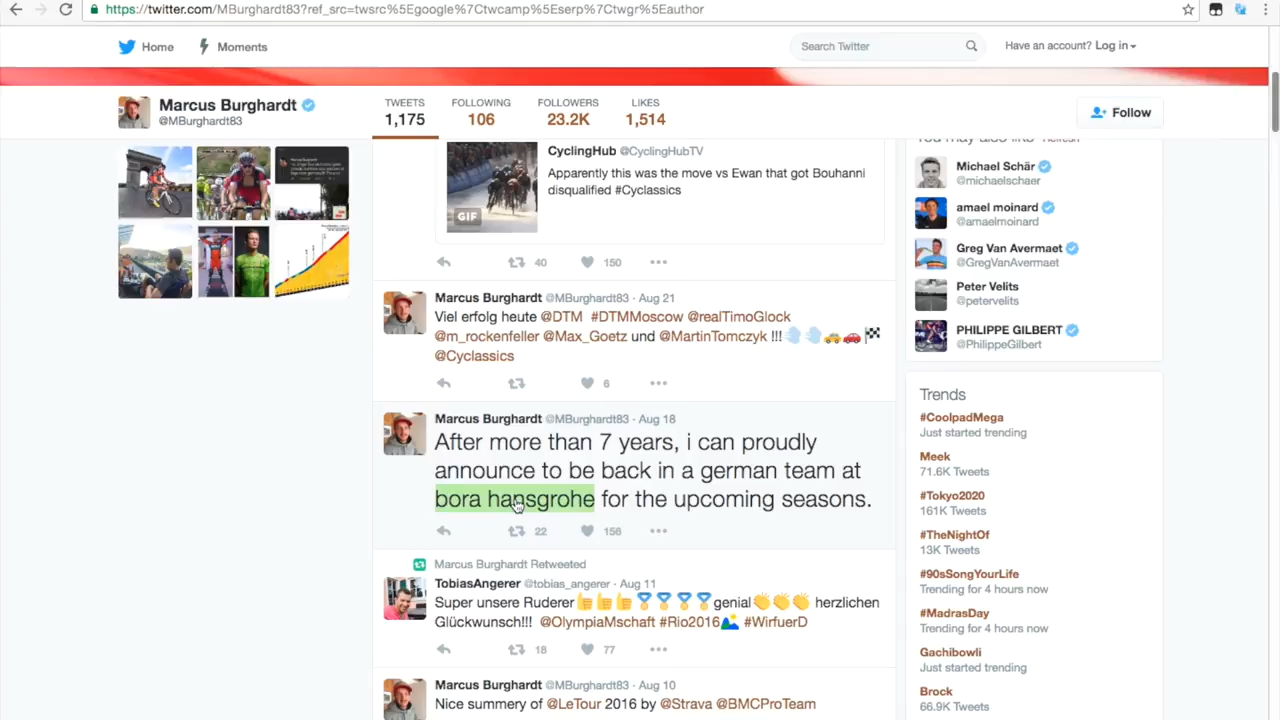 https://twitter.com/MBurghardt83?ref_src=twsrc%5Egoogle%7Ctwcamp%5Eserp%7Ctwgr%5Eauthor
Home
Moments
Search Twitter
Have an account? Log in
Marcus Burghardt
@MBurghardt83
TWEETS
1,175
FOLLOWING
106
FOLLOWERS
23.2K
LIKES
1,514
Follow
CyclingHub @CyclingHubTV
Apparently this was the move vs Ewan that got Bouhanni
disqualified #Cyclassics
GIF
40
150
Marcus Burghardt @MBurghardt83 · Aug 21
Viel erfolg heute @DTM #DTMMoscow @realTimoGlock
@m_rockenfeller @Max_Goetz und @MartinTomczyk !!!💨💨🚕🚗🏁
@Cyclassics
6
Marcus Burghardt @MBurghardt83 · Aug 18
After more than 7 years, i can proudly
announce to be back in a german team at
bora hansgrohe for the upcoming seasons.
22
156
Marcus Burghardt Retweeted
TobiasAngerer @tobias_angerer · Aug 11
Super unsere Ruderer👍👍👍🏅🏅🏅🏅genial👏👏👏 herzlichen
Glückwunsch!!! @OlympiaMschaft #Rio2016 #WirfuerD
18
77
Marcus Burghardt @MBurghardt83 · Aug 10
Nice summery of @LeTour 2016 by @Strava @BMCProTeam
You may also like · Refresh
Michael Schär
@michaelschaer
amael moinard
@amaelmoinard
Greg Van Avermaet
@GregVanAvermaet
Peter Velits
@petervelits
PHILIPPE GILBERT
@PhilippeGilbert
Trends
#CoolpadMega
Just started trending
Meek
71.6K Tweets
#Tokyo2020
161K Tweets
#TheNightOf
13K Tweets
#90sSongYourLife
Trending for 4 hours now
#MadrasDay
Trending for 4 hours now
Gachibowli
Just started trending
Brock
66.9K Tweets